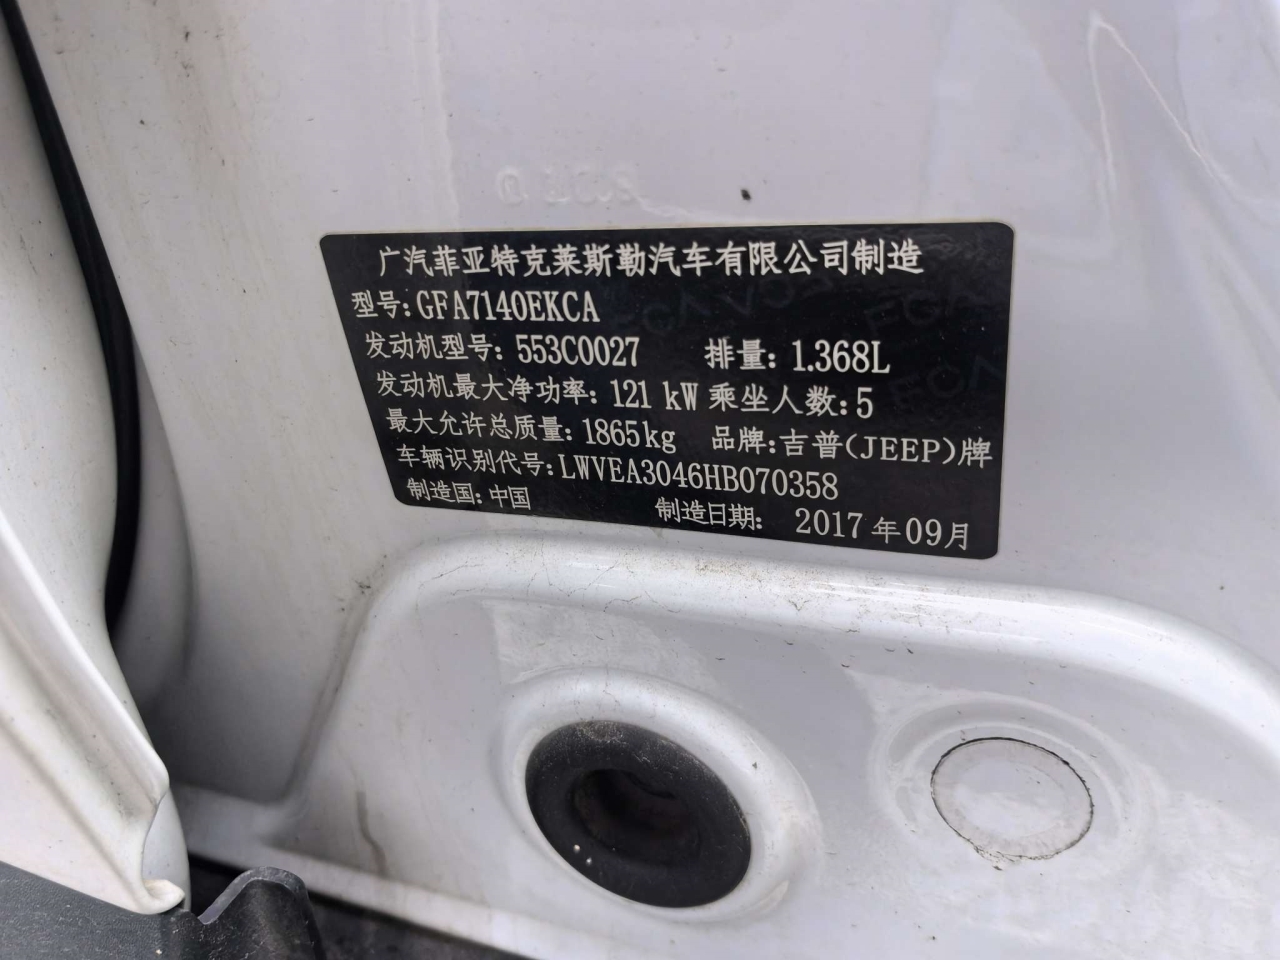 广汽菲亚特克莱斯勒汽车有限公司制造
型号: GFA7140EKCA
发动机型号: 553C0027 排量: 1.368L
发动机最大净功率: 121 kW 乘坐人数: 5
最大允许总质量: 1865kg 品牌: 吉普(JEEP)牌
车辆识别代号: LWVEA3046HB070358
制造国: 中国 制造日期: 2017年09月